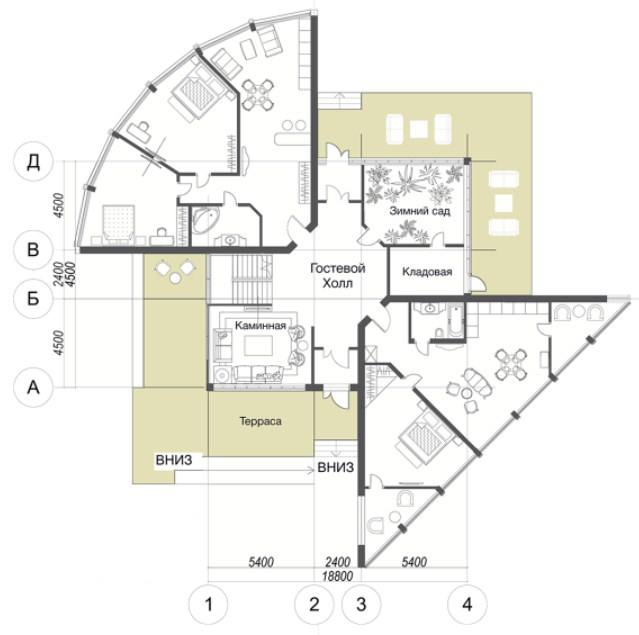 Д
4500
Зимний сад
В
2400
4500
Гостевой
Холл
Кладовая
Б
Каминная
4500
А
Терраса
ВНИЗ
ВНИЗ
5400
2400
5400
18800
1
2
3
4